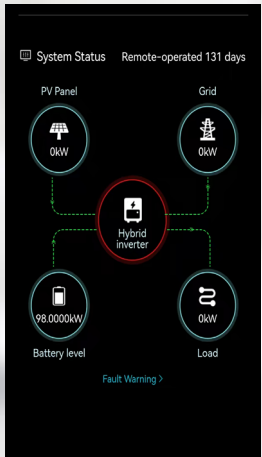 System Status Remote-operated 131 days
PV Panel Grid
0kW 0kW
Hybrid
inverter
98.0000kW 0kW
Battery level Load
Fault Warning >